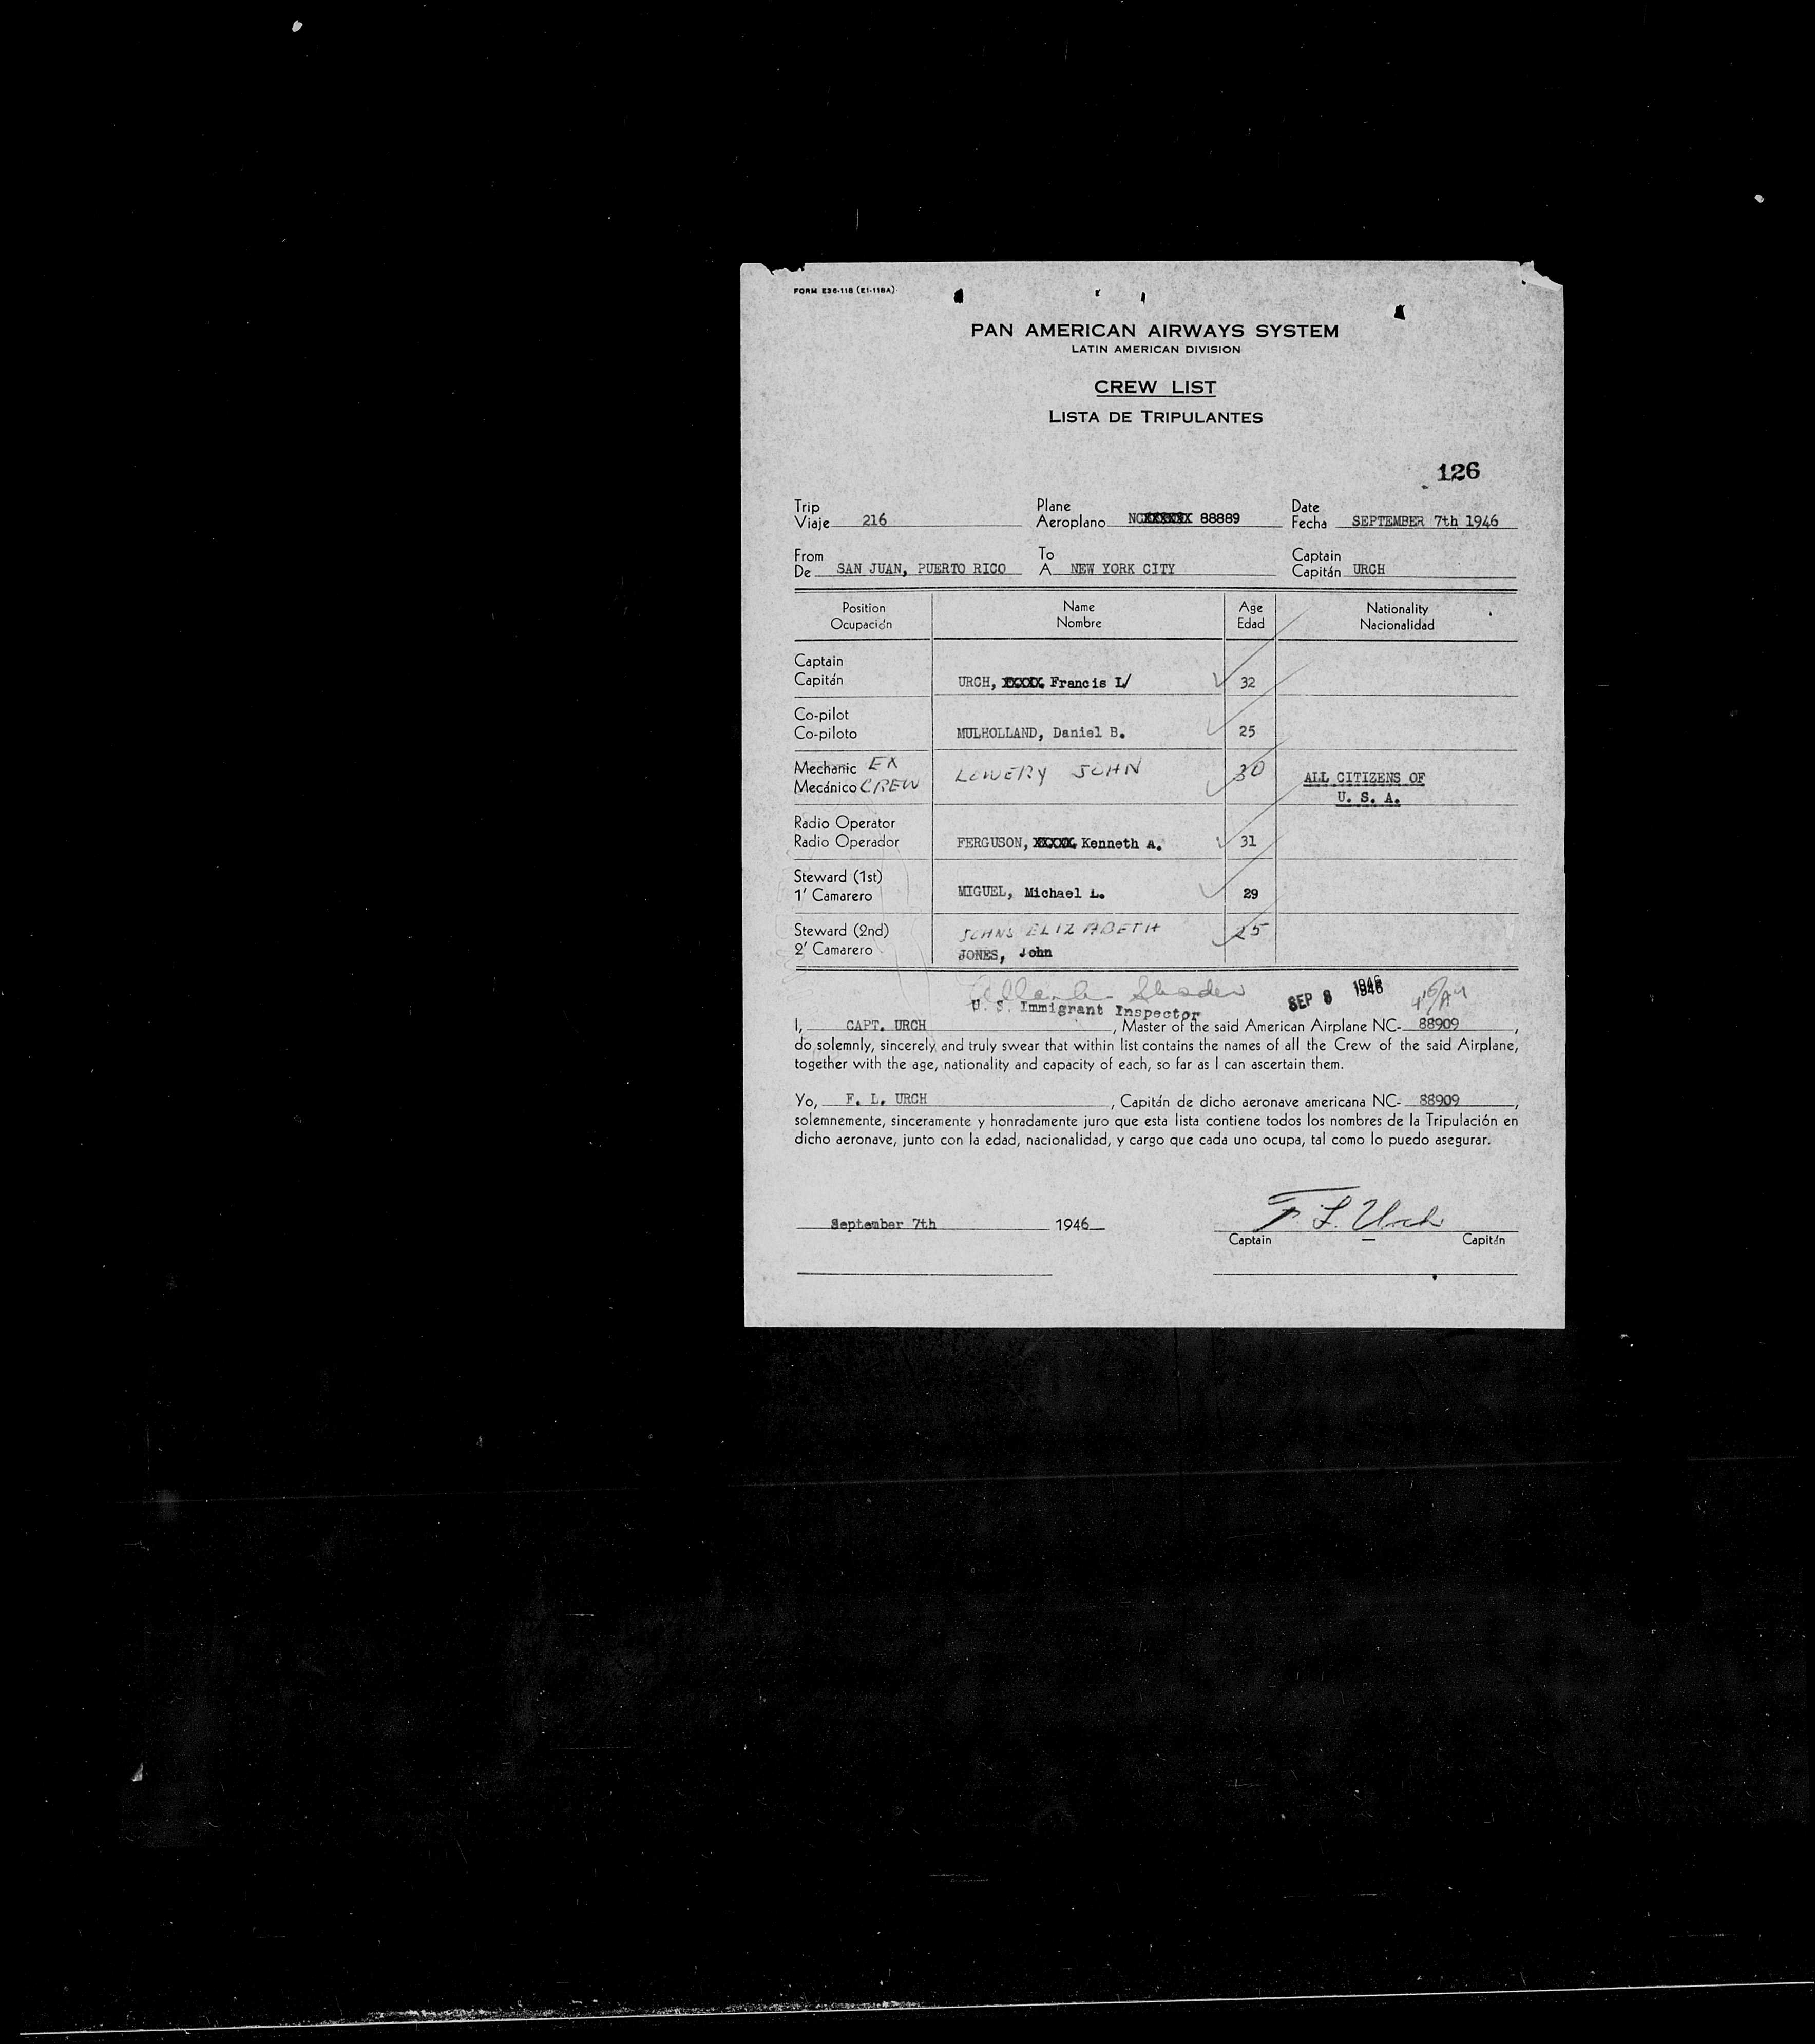 FORM E36-118 (E1-118A)
PAN AMERICAN AIRWAYS SYSTEM
LATIN AMERICAN DIVISION
CREW LIST
LISTA DE TRIPULANTES
126
Trip Plane Date
Viaje 216 Aeroplano NC 88889 Fecha SEPTEMBER 7th 1946
From To Captain
De SAN JUAN, PUERTO RICO A NEW YORK CITY Capitán URCH
Position Name Age Nationality
Ocupación Nombre Edad Nacionalidad
Captain
Capitán URCH, Francis L/ 32
Co-pilot
Co-piloto MULHOLLAND, Daniel B. 25
Mechanic EX LOWERY JOHN 30 ALL CITIZENS OF
Mecánico CREW U. S. A.
Radio Operator
Radio Operador FERGUSON, Kenneth A. 31
Steward (1st)
1' Camarero MIGUEL, Michael L. 29
Steward (2nd) JOHNS ELIZABETH 25
2' Camarero JONES, John
SEP 8 1946
U. S. Immigrant Inspector
I, CAPT. URCH, Master of the said American Airplane NC- 88909,
do solemnly, sincerely and truly swear that within list contains the names of all the Crew of the said Airplane,
together with the age, nationality and capacity of each, so far as I can ascertain them.
Yo, F. L. URCH, Capitán de dicho aeronave americana NC- 88909,
solemnemente, sinceramente y honradamente juro que esta lista contiene todos los nombres de la Tripulación en
dicho aeronave, junto con la edad, nacionalidad, y cargo que cada uno ocupa, tal como lo puedo asegurar.
September 7th 1946 F L. Urch
Captain — Capitán